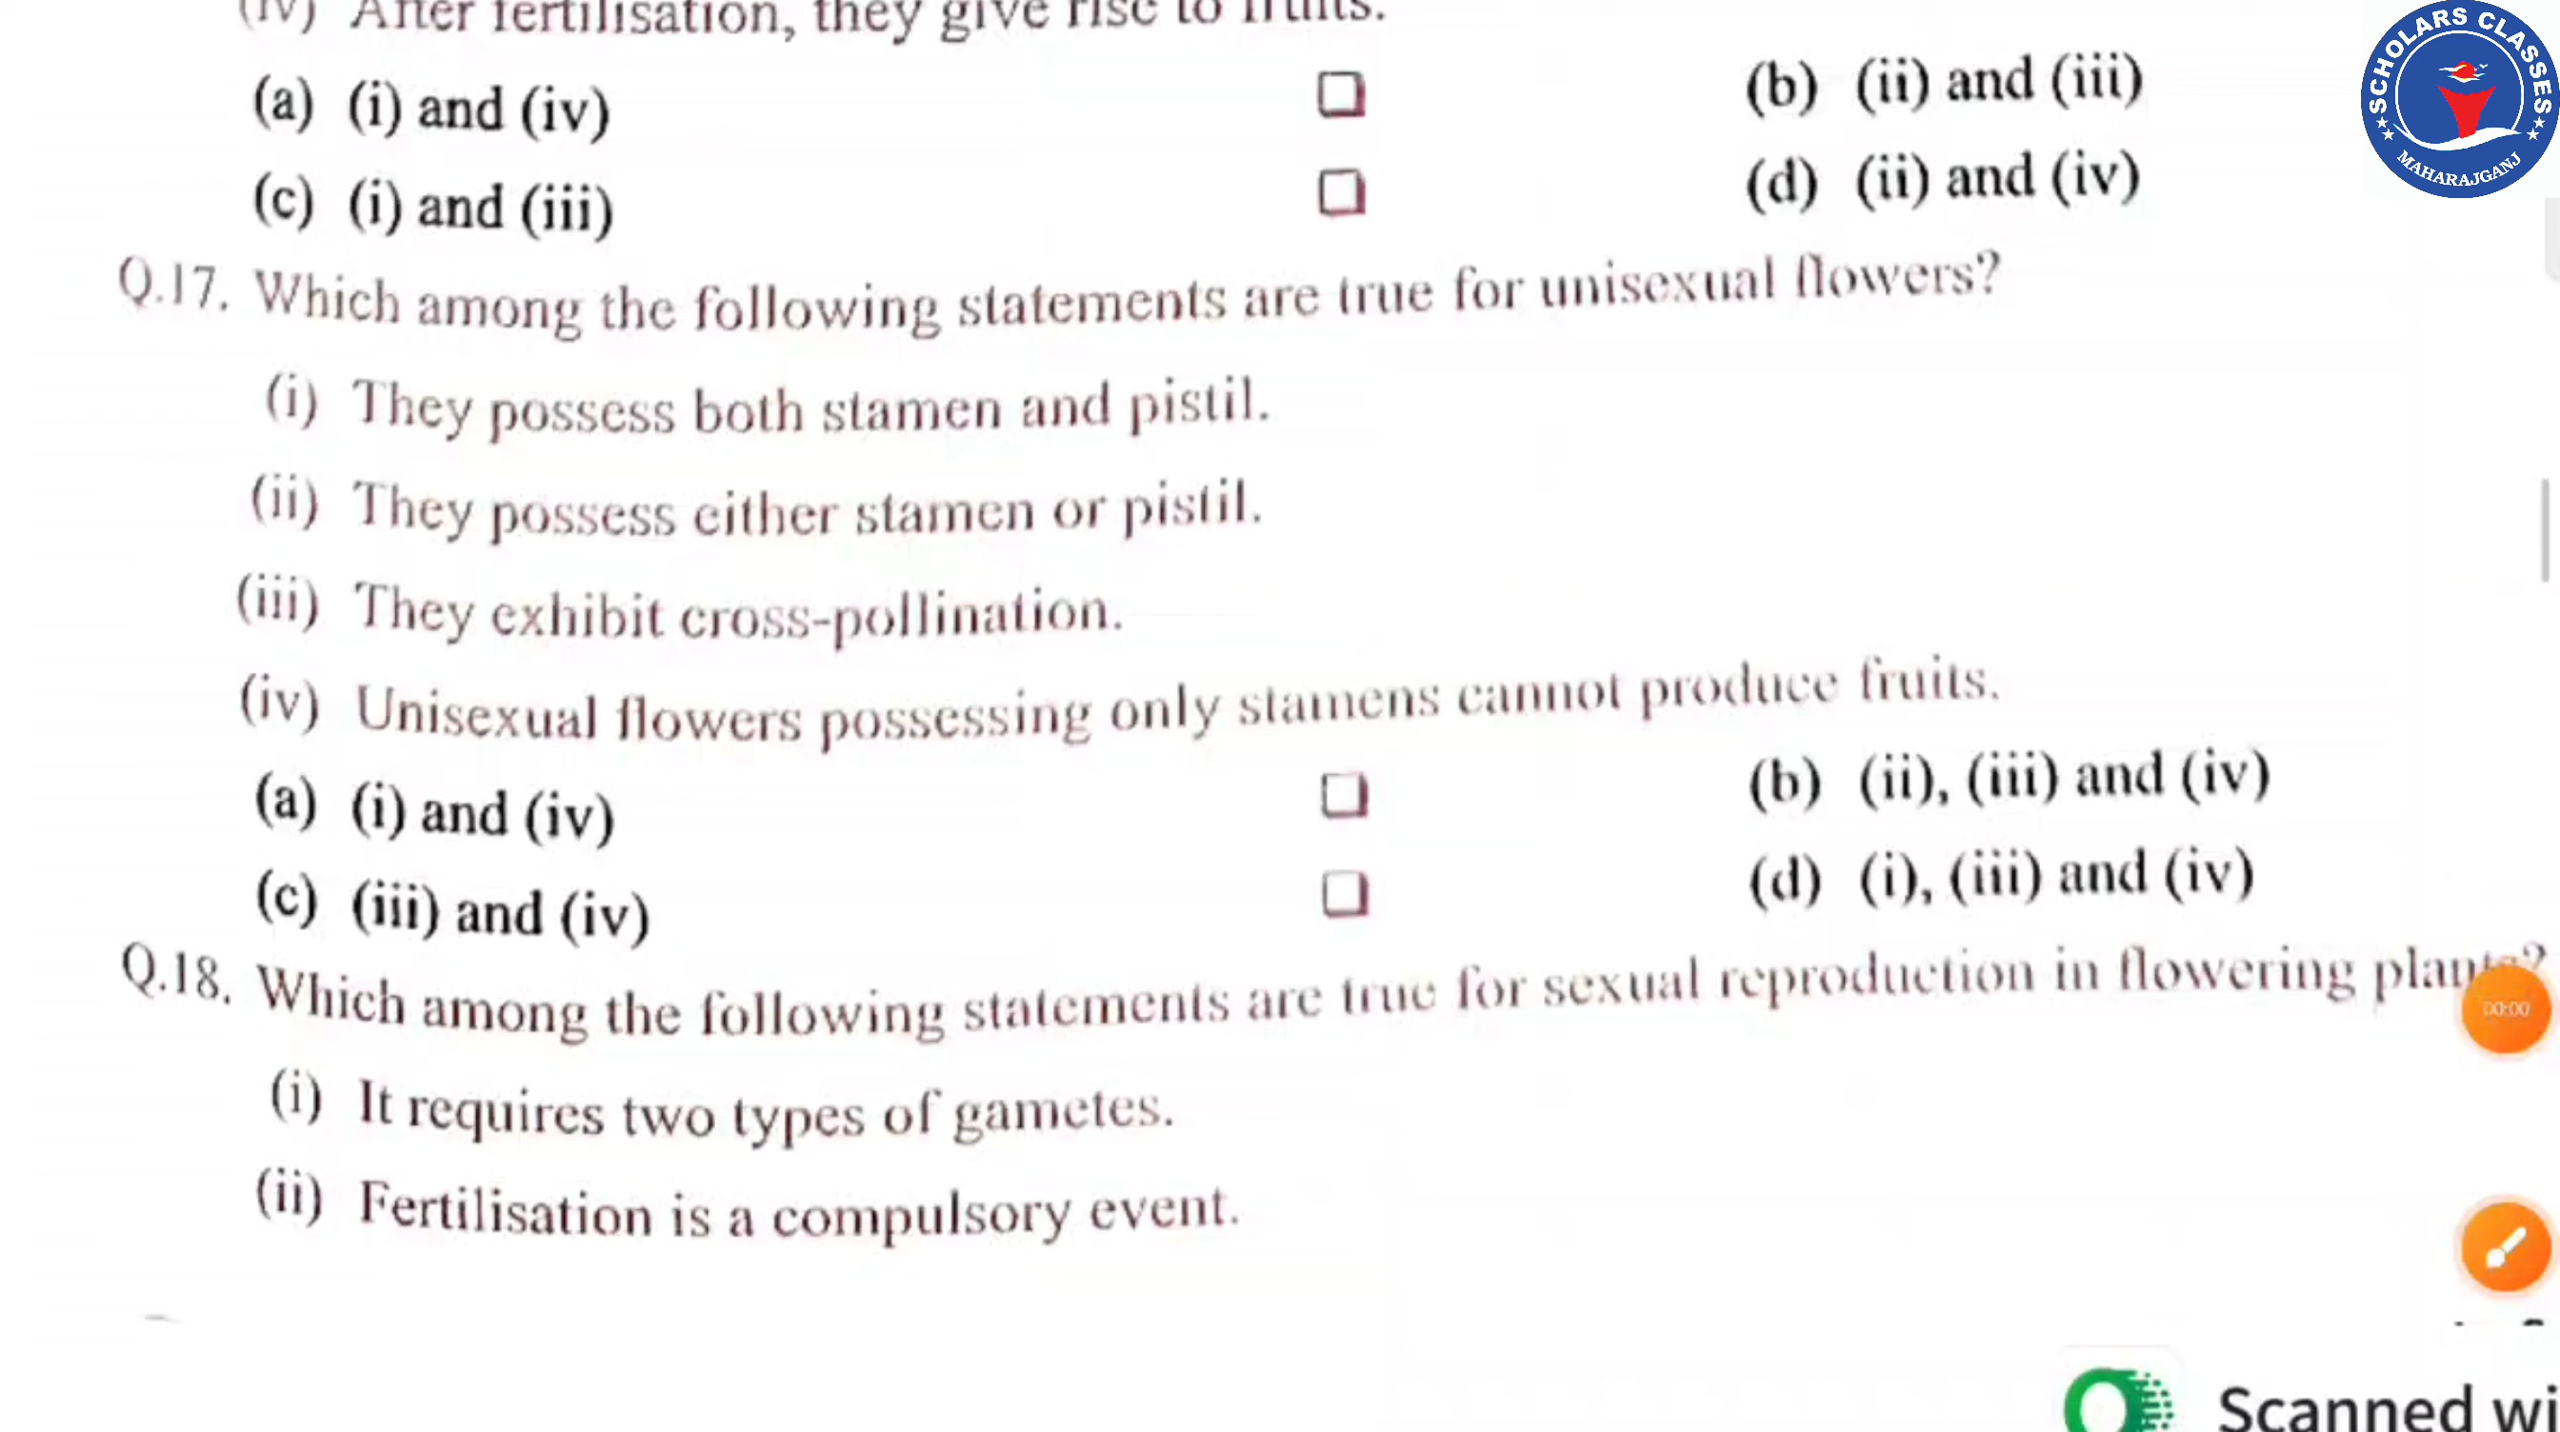 (iv) After fertilisation, they give rise to fruits.
(a) (i) and (iv) (b) (ii) and (iii)
(c) (i) and (iii) (d) (ii) and (iv)
Q.17. Which among the following statements are true for unisexual flowers?
(i) They possess both stamen and pistil.
(ii) They possess either stamen or pistil.
(iii) They exhibit cross-pollination.
(iv) Unisexual flowers possessing only stamens cannot produce fruits.
(a) (i) and (iv) (b) (ii), (iii) and (iv)
(c) (iii) and (iv) (d) (i), (iii) and (iv)
Q.18. Which among the following statements are true for sexual reproduction in flowering plants?
(i) It requires two types of gametes.
(ii) Fertilisation is a compulsory event.
SCHOLARS CLASSES
MAHARAJGANJ
00:00
Scanned wi